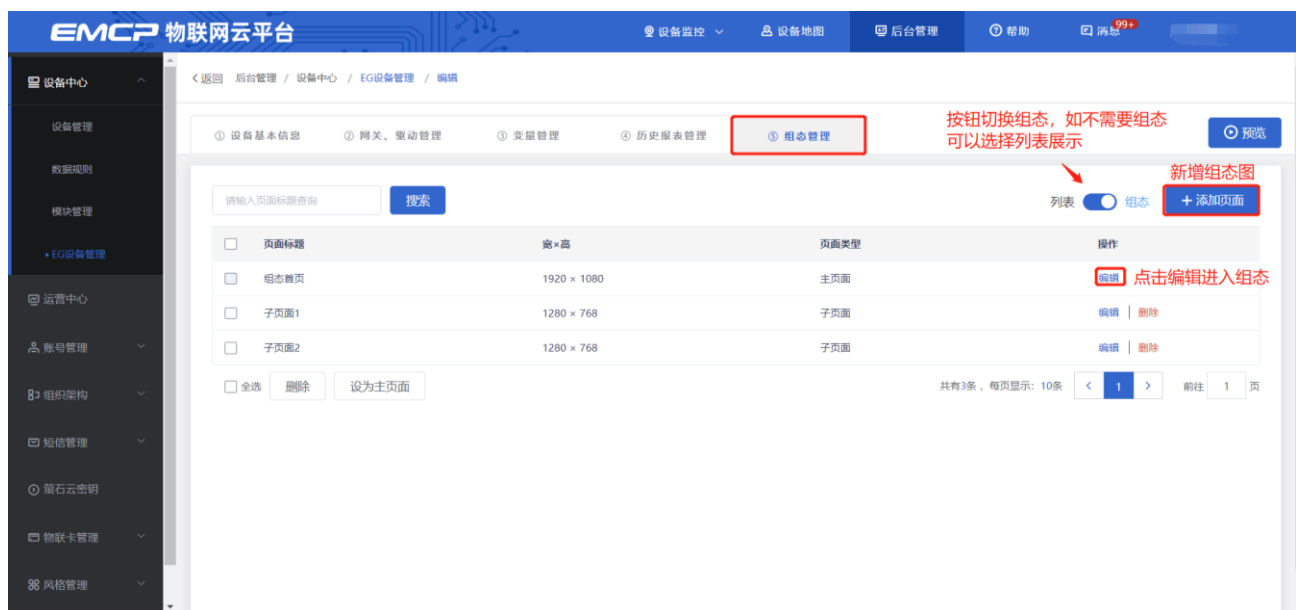 EMCP 物联网云平台
设备监控
设备地图
后台管理
帮助
消息
99+
设备中心
设备管理
数据规则
模块管理
EG设备管理
运营中心
账号管理
组织架构
短信管理
萤石云密钥
物联卡管理
风格管理
返回 后台管理 / 设备中心 / EG设备管理 / 编辑
① 设备基本信息 ② 网关、驱动管理 ③ 变量管理 ④ 历史报表管理 ⑤ 组态管理
按钮切换组态，如不需要组态
可以选择列表展示
预览
新增组态图
请输入页面标题查询 搜索
列表 组态 + 添加页面
页面标题 宽×高 页面类型 操作
组态首页 1920 × 1080 主页面 编辑
点击编辑进入组态
子页面1 1280 × 768 子页面 编辑 | 删除
子页面2 1280 × 768 子页面 编辑 | 删除
全选 删除 设为主页面
共有3条，每页显示：10条 < 1 > 前往 1 页